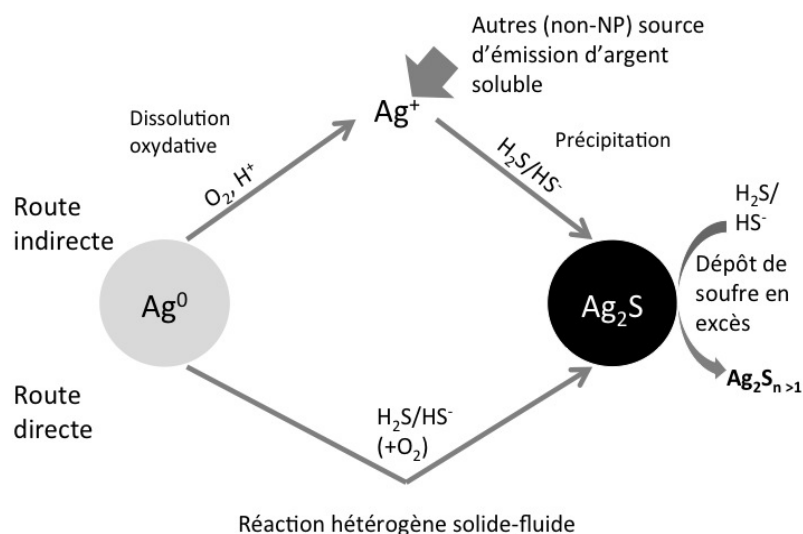 Autres (non-NP) source
d’émission d’argent
soluble
Dissolution
oxydative
Ag⁺
Précipitation
O₂, H⁺
H₂S/HS⁻
H₂S/
HS⁻
Route
indirecte
Dépôt de
soufre en
excès
Ag⁰
Ag₂S
Ag₂Sₙ >₁
Route
directe
H₂S/HS⁻
(+O₂)
Réaction hétérogène solide-fluide